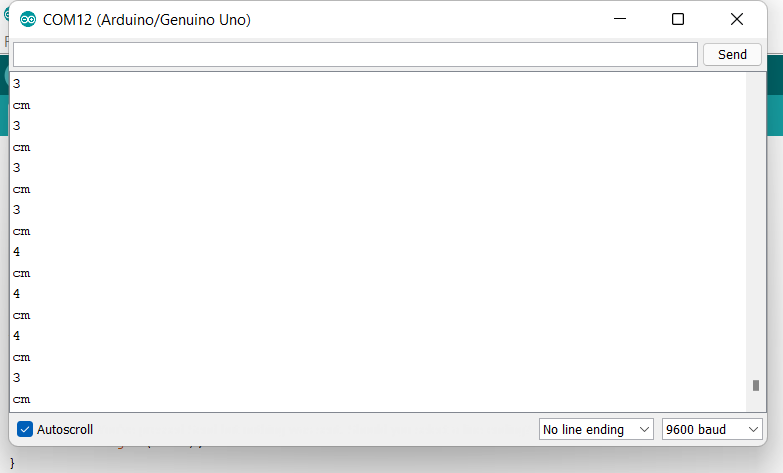 COM12 (Arduino/Genuino Uno)
Send
3
cm
3
cm
3
cm
3
cm
4
cm
4
cm
4
cm
3
cm
Autoscroll
No line ending
9600 baud
}